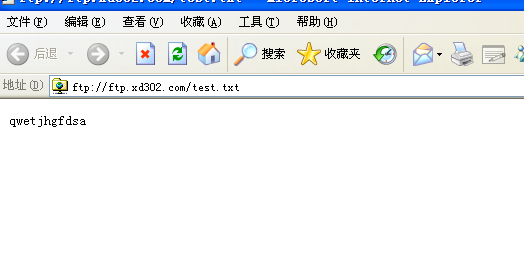 文件(F) 编辑(E) 查看(V) 收藏(A) 工具(T) 帮助(H)
后退 搜索 收藏夹
地址(D) ftp://ftp.xd302.com/test.txt
qwetjhgfdsa